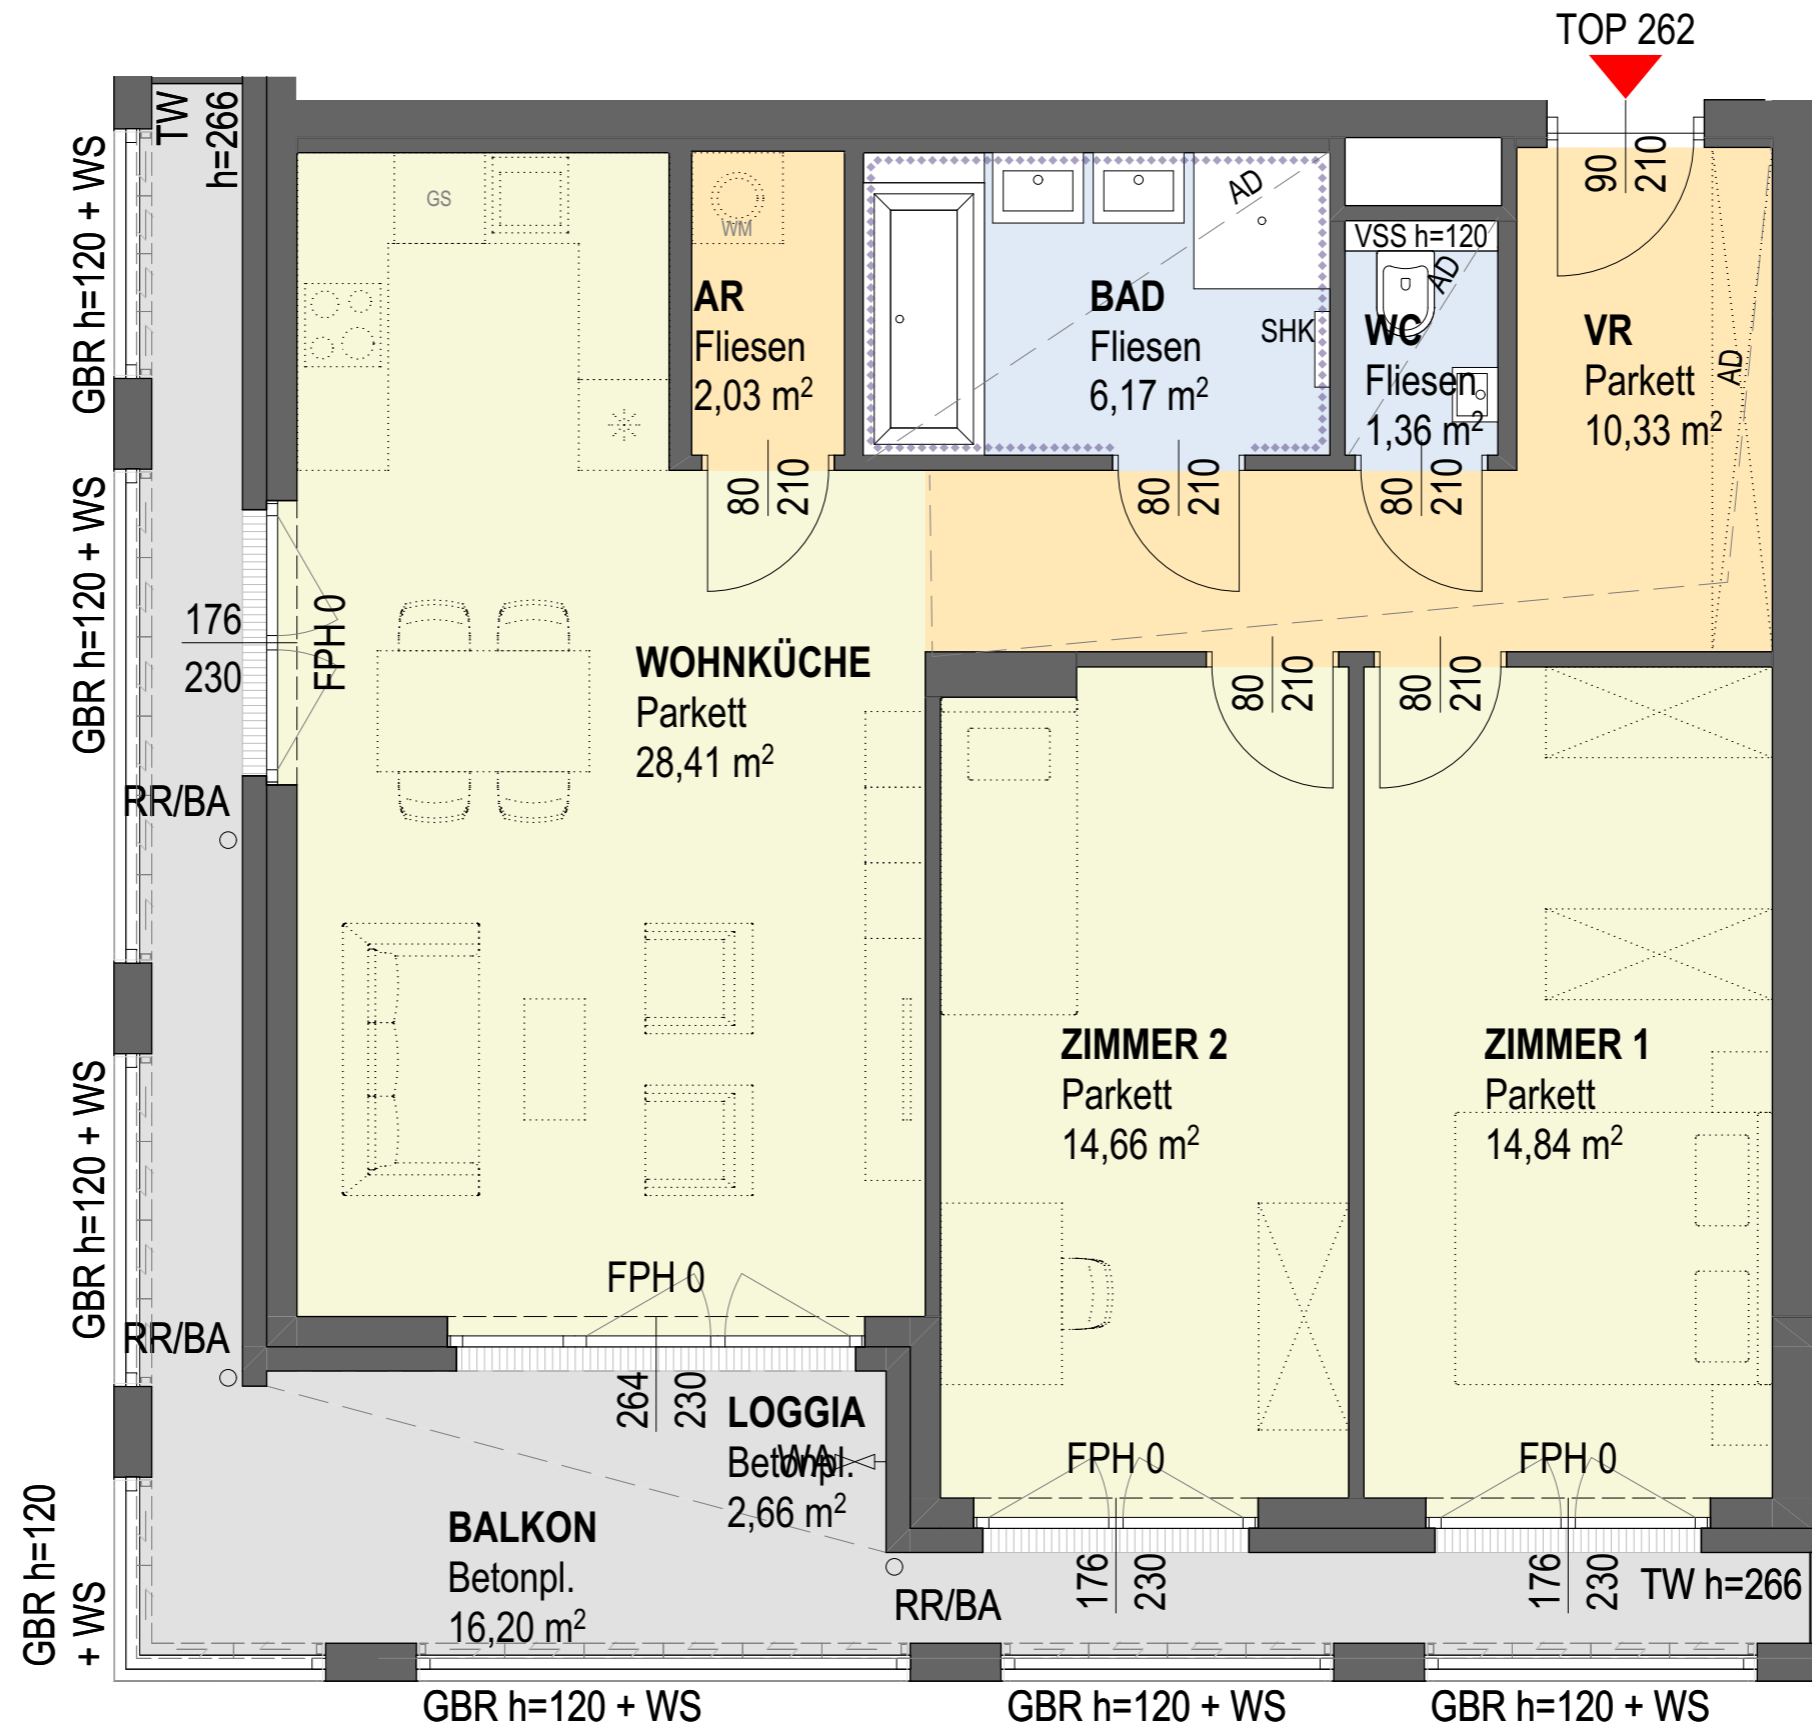 TOP 262
90
210
TW
h=266
GBR h=120 + WS
GS
WM
AR
Fliesen
2,03 m²
80
210
BAD
Fliesen
6,17 m²
AD
SHK
80
210
VSS h=120
AD
WC
Fliesen
1,36 m²
80
210
VR
Parkett
10,33 m²
AD
GBR h=120 + WS
176
230
FPH 0
RR/BA
WOHNKÜCHE
Parkett
28,41 m²
80
210
80
210
ZIMMER 2
Parkett
14,66 m²
ZIMMER 1
Parkett
14,84 m²
GBR h=120 + WS
RR/BA
FPH 0
264
230
LOGGIA
Betonpl.
WA
2,66 m²
FPH 0
176
230
FPH 0
176
230
TW h=266
BALKON
Betonpl.
16,20 m²
RR/BA
GBR h=120
+ WS
GBR h=120 + WS
GBR h=120 + WS
GBR h=120 + WS